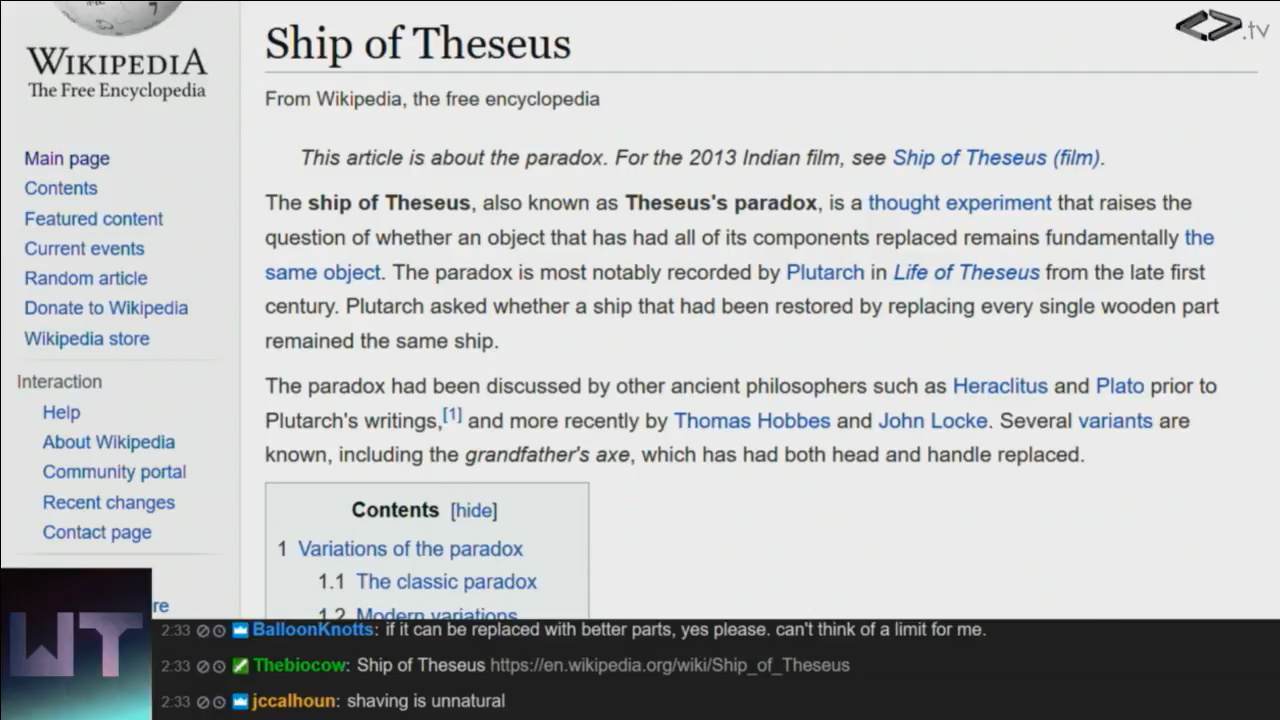 .tv
WIKIPEDIA
The Free Encyclopedia
Main page
Contents
Featured content
Current events
Random article
Donate to Wikipedia
Wikipedia store
Interaction
Help
About Wikipedia
Community portal
Recent changes
Contact page
Ship of Theseus
From Wikipedia, the free encyclopedia
This article is about the paradox. For the 2013 Indian film, see Ship of Theseus (film).
The ship of Theseus, also known as Theseus's paradox, is a thought experiment that raises the
question of whether an object that has had all of its components replaced remains fundamentally the
same object. The paradox is most notably recorded by Plutarch in Life of Theseus from the late first
century. Plutarch asked whether a ship that had been restored by replacing every single wooden part
remained the same ship.
The paradox had been discussed by other ancient philosophers such as Heraclitus and Plato prior to
Plutarch's writings,[1] and more recently by Thomas Hobbes and John Locke. Several variants are
known, including the grandfather's axe, which has had both head and handle replaced.
Contents [hide]
1 Variations of the paradox
1.1 The classic paradox
1.2 Modern variations
WT
2:33 BalloonKnotts: if it can be replaced with better parts, yes please. can't think of a limit for me.
2:33 Thebiocow: Ship of Theseus https://en.wikipedia.org/wiki/Ship_of_Theseus
2:33 jccalhoun: shaving is unnatural